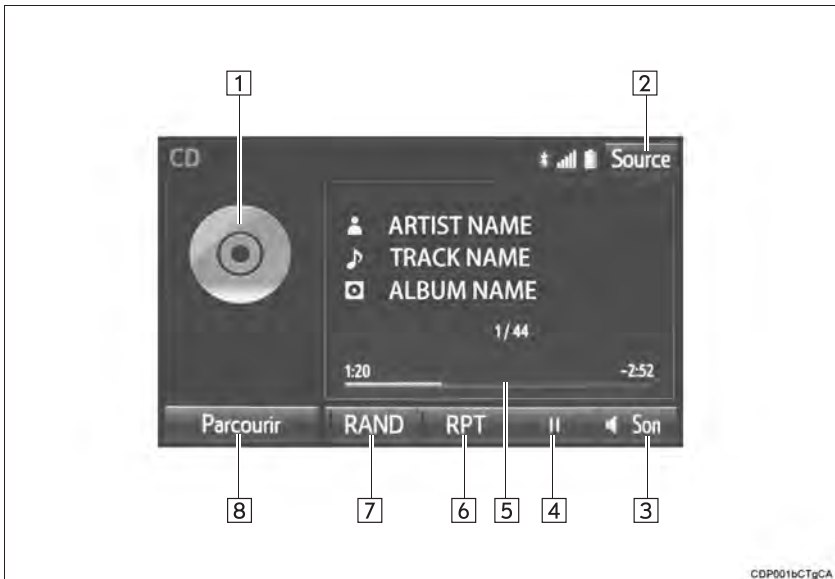 1 2
CD Source
ARTIST NAME
TRACK NAME
ALBUM NAME
1/44
1:20 -2:52
Parcourir RAND RPT II Son
8 7 6 5 4 3
CDP001bCTgCA